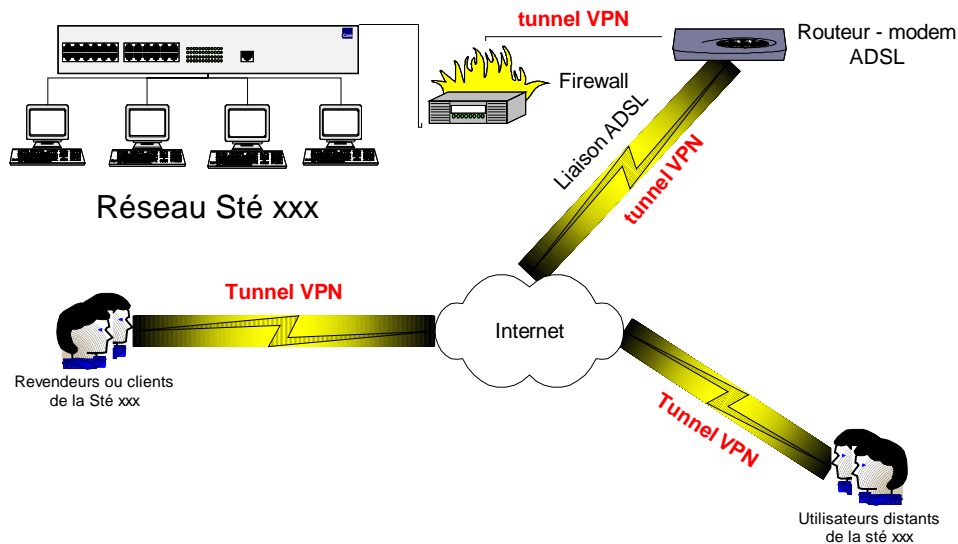 tunnel VPN
Routeur - modem
ADSL
Com
Firewall
Liaison ADSL
tunnel VPN
Réseau Sté xxx
Tunnel VPN
Internet
Revendeurs ou clients
de la Sté xxx
Tunnel VPN
Utilisateurs distants
de la sté xxx